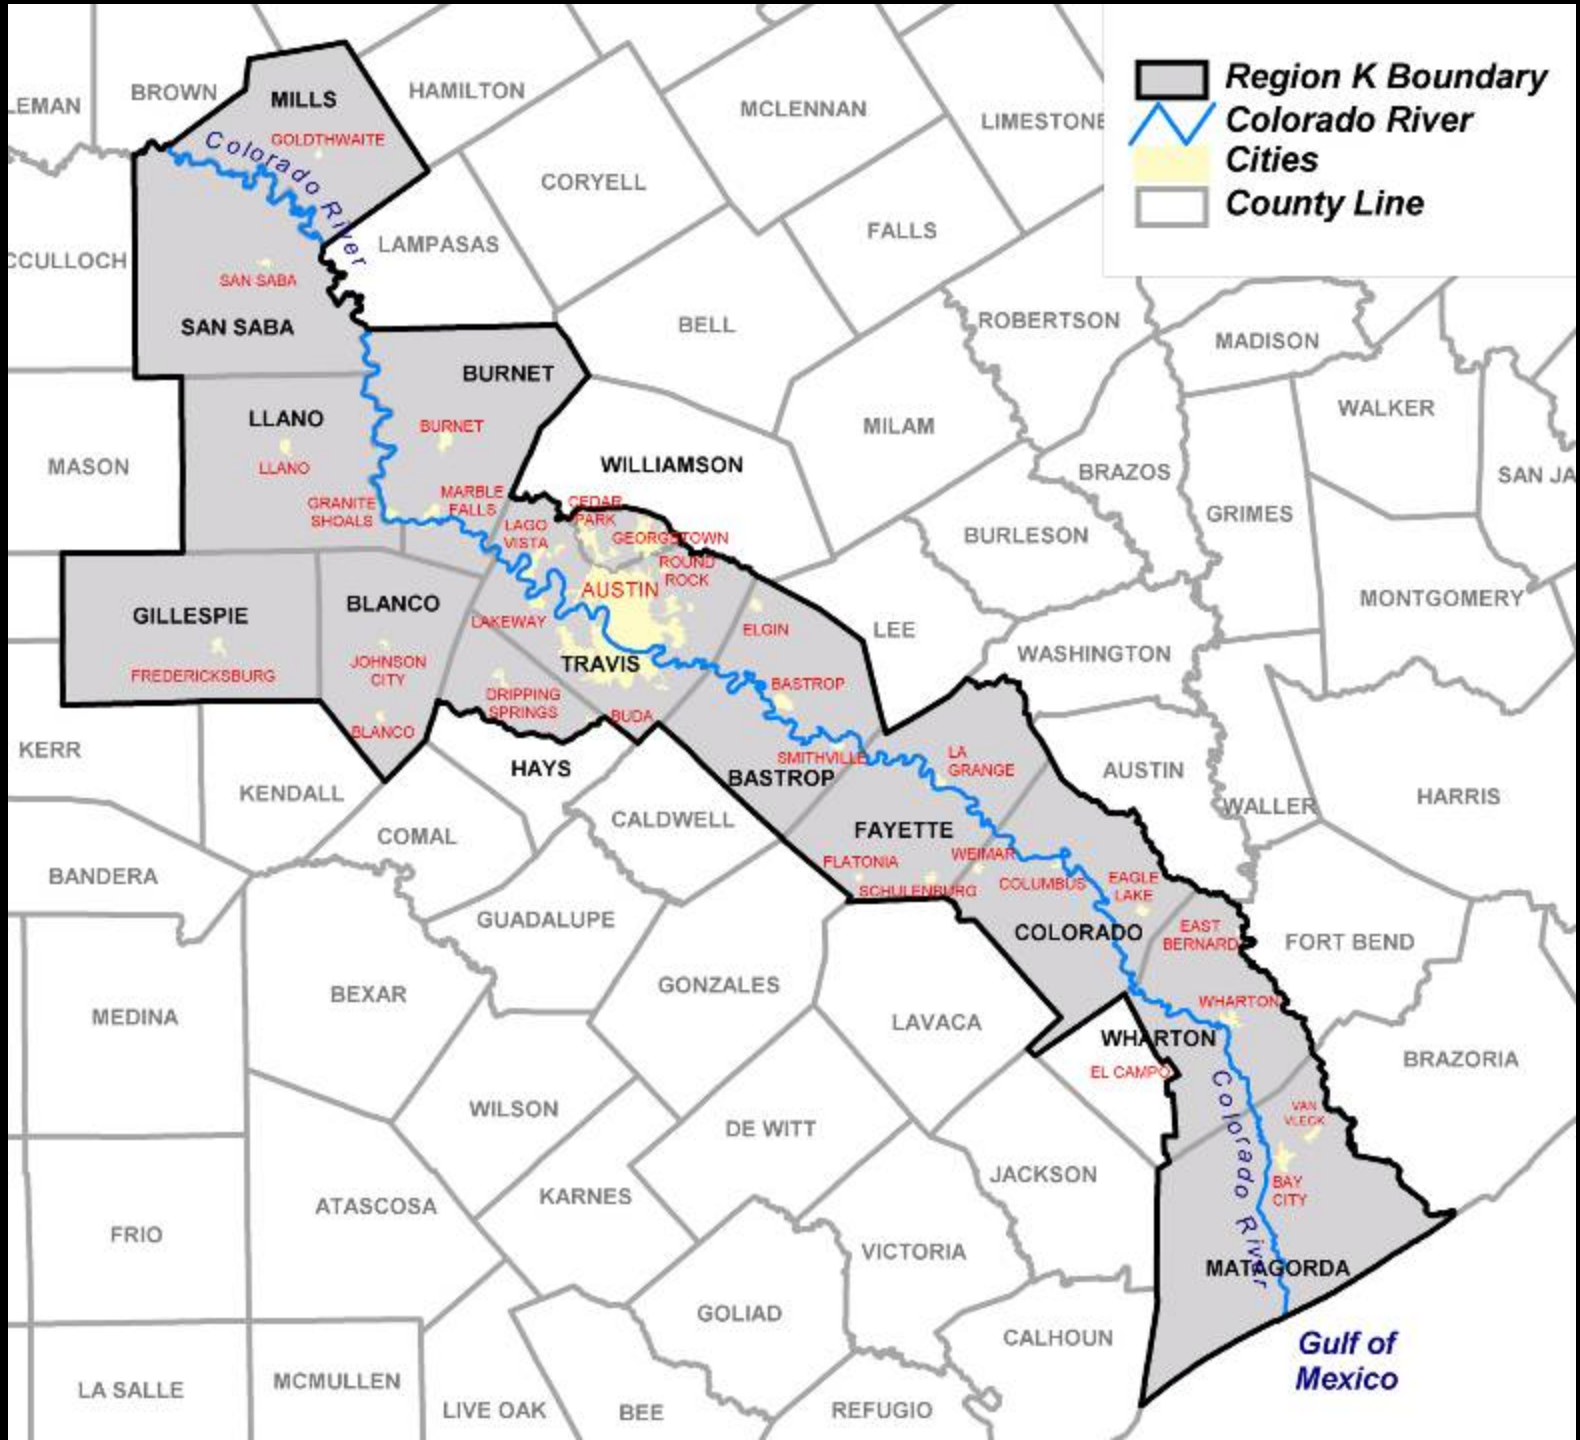 Region K Boundary
Colorado River
Cities
County Line
LEMAN
BROWN
MILLS
HAMILTON
MCLENNAN
LIMESTONE
GOLDTHWAITE
Colorado River
CORYELL
FALLS
LAMPASAS
CCULLOCH
SAN SABA
SAN SABA
BELL
ROBERTSON
MADISON
BURNET
LLANO
BURNET
LLANO
WALKER
MILAM
MASON
WILLIAMSON
BRAZOS
SAN JA
GRANITE
SHOALS
MARBLE
FALLS
LAGO
VISTA
CEDAR
PARK
GEORGETOWN
ROUND
ROCK
GRIMES
BURLESON
AUSTIN
GILLESPIE
BLANCO
LAKEWAY
ELGIN
LEE
MONTGOMERY
WASHINGTON
FREDERICKSBURG
JOHNSON
CITY
TRAVIS
DRIPPING
SPRINGS
BUDA
BASTROP
BLANCO
KERR
SMITHVILLE
LA
GRANGE
HAYS
BASTROP
AUSTIN
KENDALL
WALLER
HARRIS
COMAL
CALDWELL
FAYETTE
FLATONIA
WEIMAR
SCHULENBURG
COLUMBUS
EAGLE
LAKE
BANDERA
GUADALUPE
COLORADO
EAST
BERNARD
FORT BEND
BEXAR
GONZALES
MEDINA
LAVACA
WHARTON
WHARTON
EL CAMPO
BRAZORIA
Colorado River
WILSON
DE WITT
VAN
VLECK
JACKSON
BAY
CITY
KARNES
ATASCOSA
FRIO
VICTORIA
MATAGORDA
GOLIAD
CALHOUN
Gulf of
Mexico
LA SALLE
MCMULLEN
LIVE OAK
BEE
REFUGIO